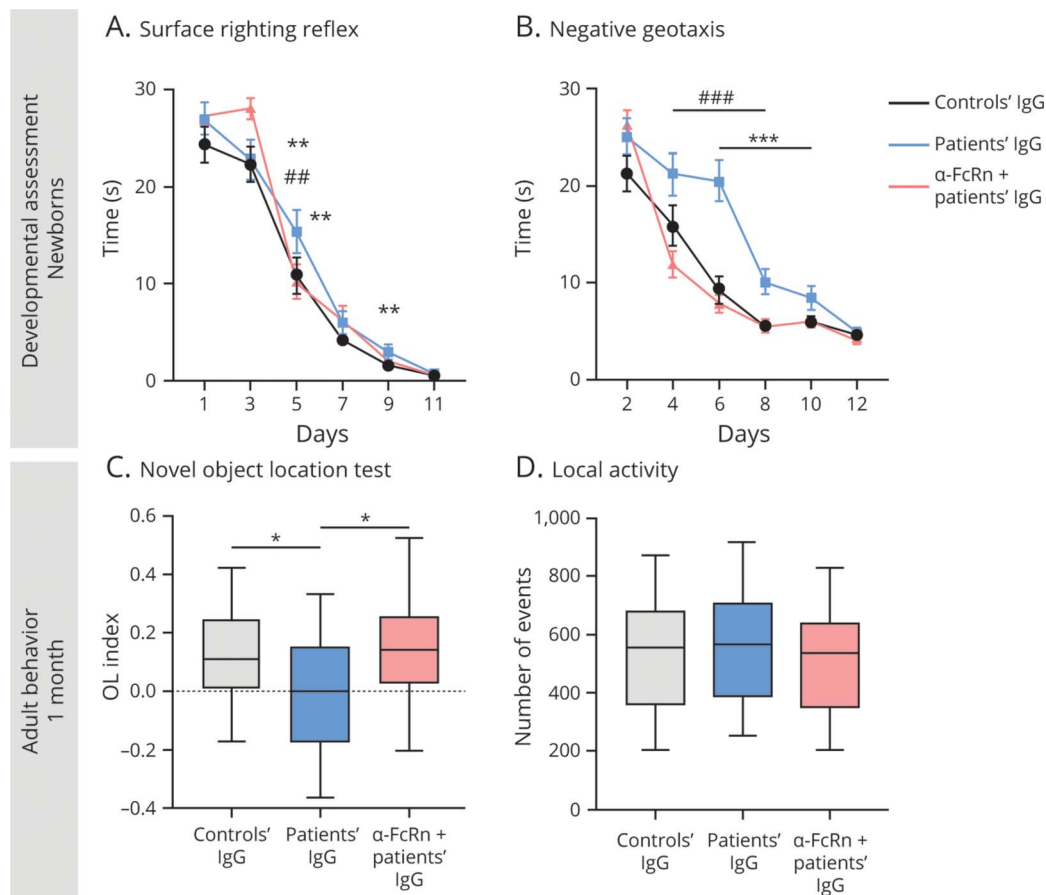 Developmental assessment
Newborns
A. Surface righting reflex
Time (s)
30
20
10
0
**
##
**
**
1 3 5 7 9 11
Days
B. Negative geotaxis
Time (s)
30
20
10
0
###
***
2 4 6 8 10 12
Days
Controls' IgG
Patients' IgG
α-FcRn +
patients' IgG
Adult behavior
1 month
C. Novel object location test
OL index
0.6
0.4
0.2
0.0
–0.2
–0.4
*
*
Controls'
IgG
Patients'
IgG
α-FcRn +
patients'
IgG
D. Local activity
Number of events
1,000
800
600
400
200
0
Controls'
IgG
Patients'
IgG
α-FcRn +
patients'
IgG